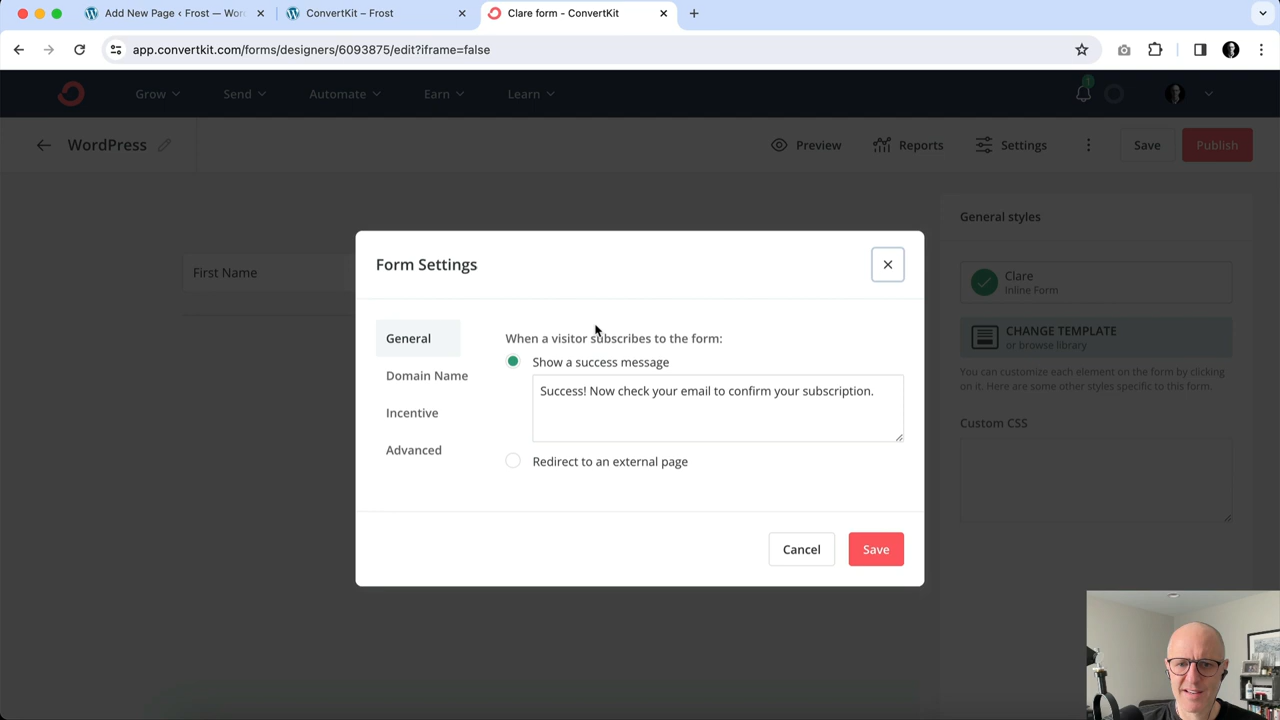 Add New Page ‹ Frost — Wor
ConvertKit – Frost
Clare form - ConvertKit
app.convertkit.com/forms/designers/6093875/edit?iframe=false
Grow
Send
Automate
Earn
Learn
1
WordPress
Preview
Reports
Settings
Save
Publish
General styles
First Name
Clare
Inline Form
CHANGE TEMPLATE
or browse library
You can customize each element on the form by clicking
on it. Here are some other styles specific to this form.
Custom CSS
Form Settings
General
Domain Name
Incentive
Advanced
When a visitor subscribes to the form:
Show a success message
Success! Now check your email to confirm your subscription.
Redirect to an external page
Cancel
Save